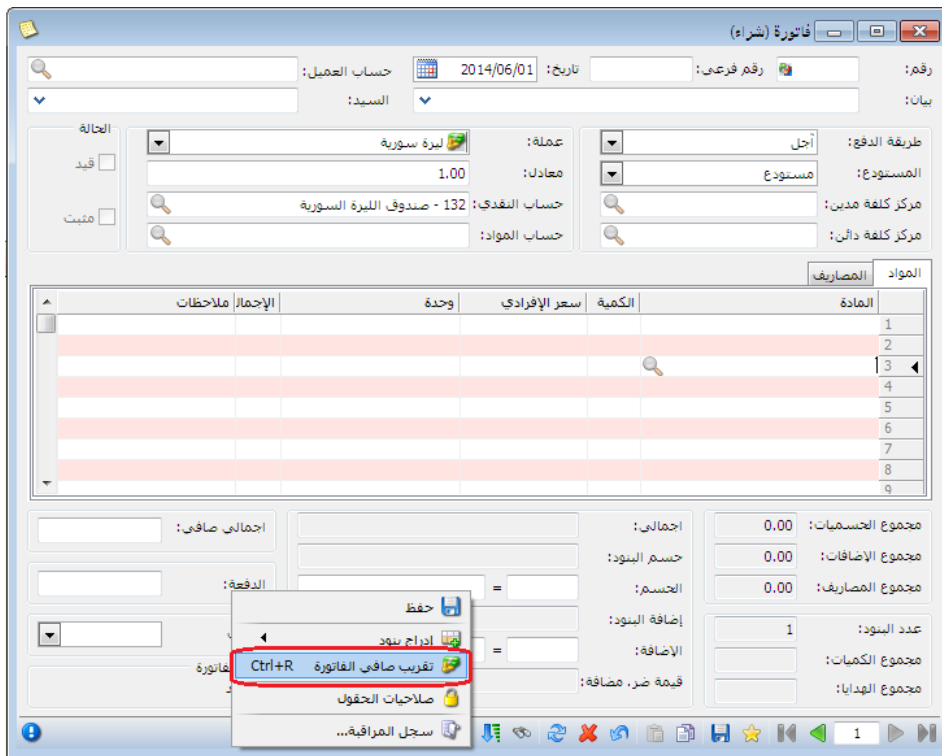 فاتورة (شراء)
رقم: رقم فرعي: تاريخ: 2014/06/01 حساب العميل:
بيان: السيد:
طريقة الدفع: آجل عملة: ليرة سورية الحالة
المستودع: مستودع معادل: 1.00 قيد
مركز كلفة مدين: حساب النقدي: 132 - صندوق الليرة السورية
مركز كلفة دائن: حساب المواد: مثبت
المواد المصاريف
المادة الكمية سعر الإفرادي وحدة الإجمال ملاحظات
1
2
3
4
5
6
7
8
9
مجموع الحسميات: 0.00 اجمالي: اجمالي صافي:
مجموع الإضافات: 0.00 حسم البنود:
مجموع المصاريف: 0.00 الحسم: = الدفعة:
إضافة البنود:
عدد البنود: 1 الإضافة: =
مجموع الكميات: قيمة ضر. مضافة: الفاتورة
مجموع الهدايا:
حفظ
ادراج بنود
تقريب صافي الفاتورة Ctrl+R
صلاحيات الحقول
سجل المراقبة...
1